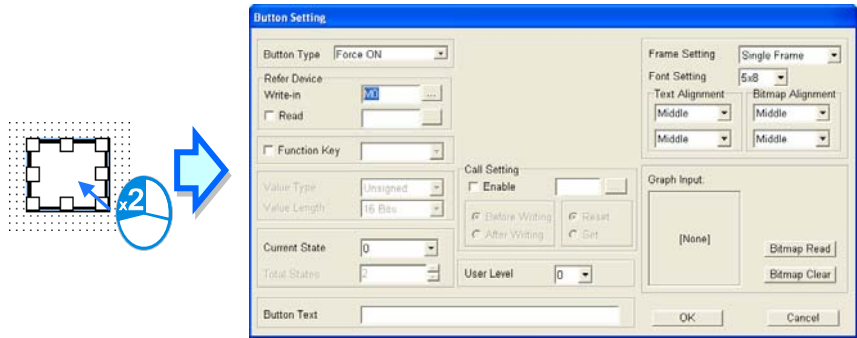 x2
Button Setting
Button Type Force ON
Refer Device
Write-in M0 ...
Read
Function Key
Value Type Unsigned
Value Length 16 Bits
Current State 0
Total States 2
Button Text
Call Setting
Enable
Before Writing Reset
After Writing Set
User Level 0
Frame Setting Single Frame
Font Setting 5x8
Text Alignment Bitmap Alignment
Middle Middle
Middle Middle
Graph Input:
[None]
Bitmap Read
Bitmap Clear
OK Cancel